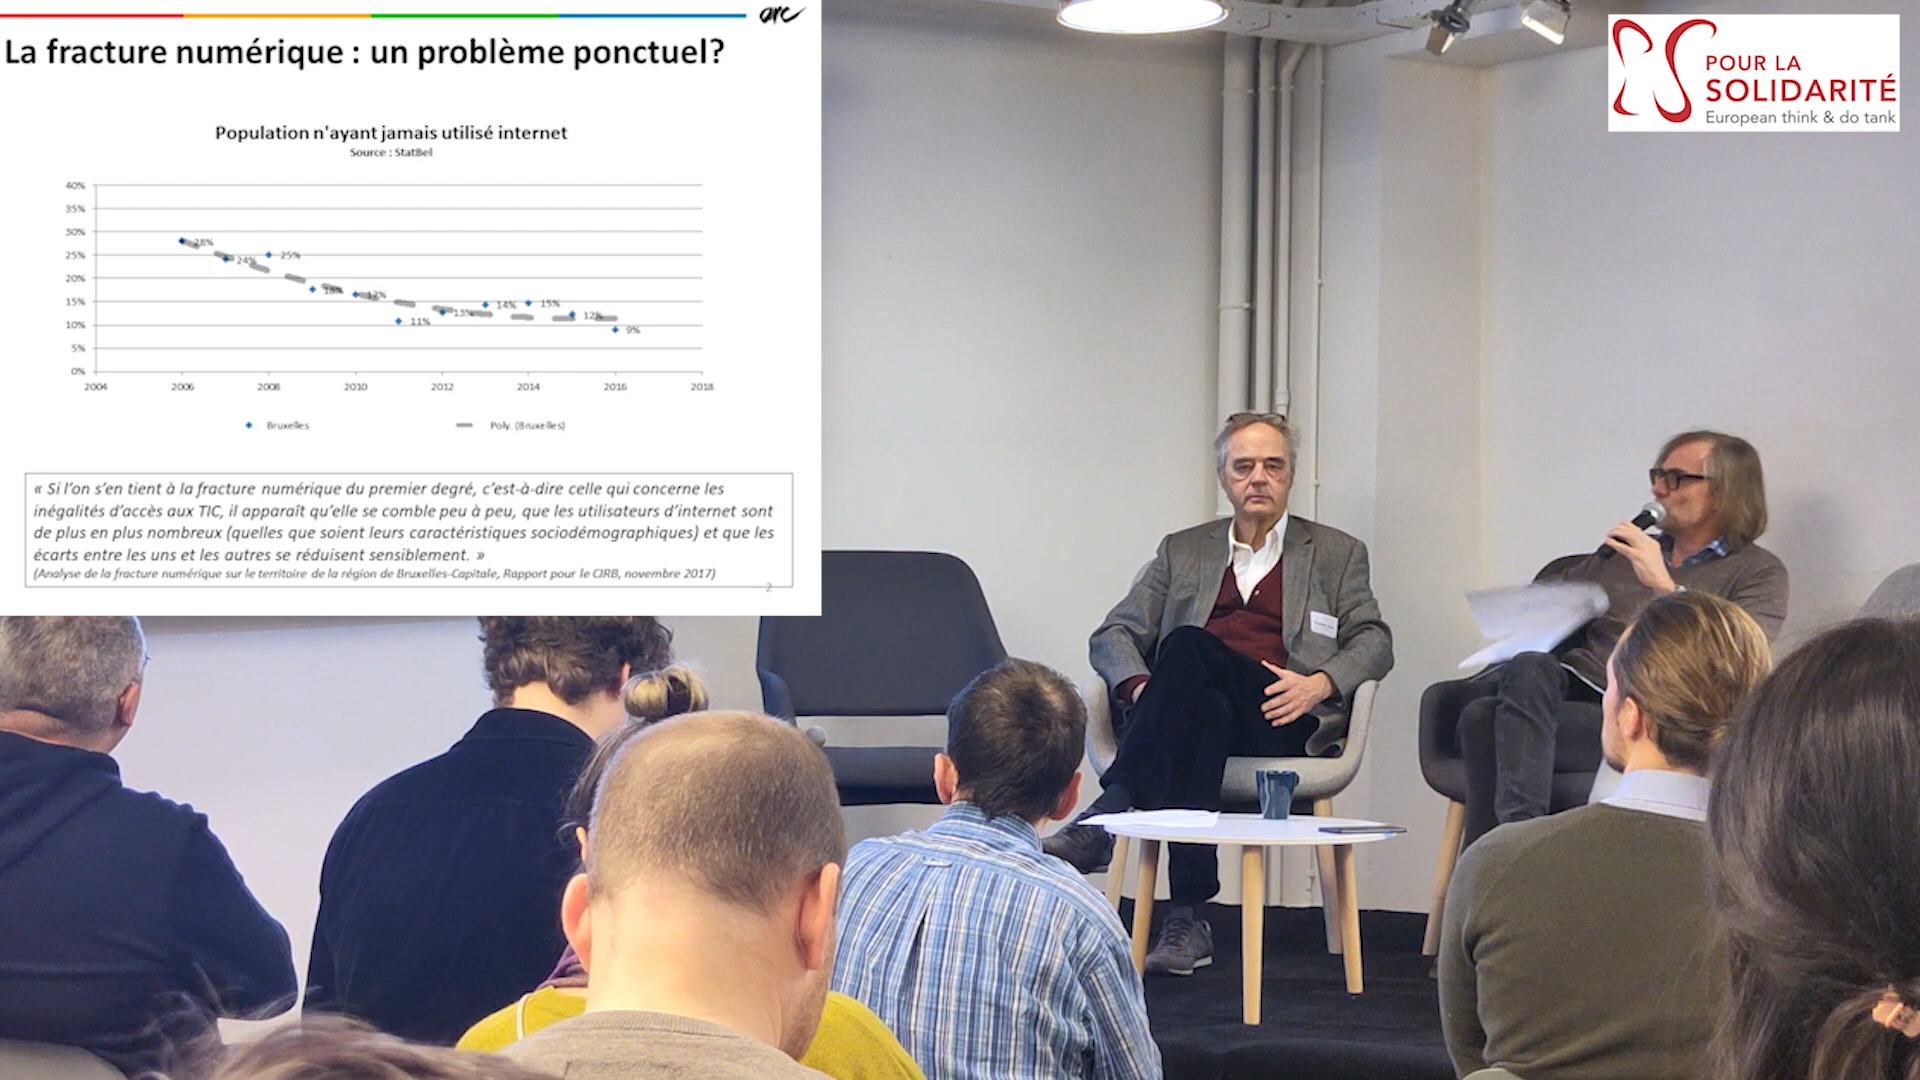 arc
La fracture numérique : un problème ponctuel?
Population n'ayant jamais utilisé internet
Source : StatBel
40%
35%
30%
25%
20%
15%
10%
5%
0%
28%
24%
25%
18%
17%
11%
13%
14%
15%
12%
9%
2004 2006 2008 2010 2012 2014 2016 2018
Bruxelles Poly. (Bruxelles)
« Si l'on s'en tient à la fracture numérique du premier degré, c'est-à-dire celle qui concerne les
inégalités d'accès aux TIC, il apparaît qu'elle se comble peu à peu, que les utilisateurs d'internet sont
de plus en plus nombreux (quelles que soient leurs caractéristiques sociodémographiques) et que les
écarts entre les uns et les autres se réduisent sensiblement. »
(Analyse de la fracture numérique sur le territoire de la région de Bruxelles-Capitale, Rapport pour le CIRB, novembre 2017)
2
POUR LA
SOLIDARITÉ
European think & do tank